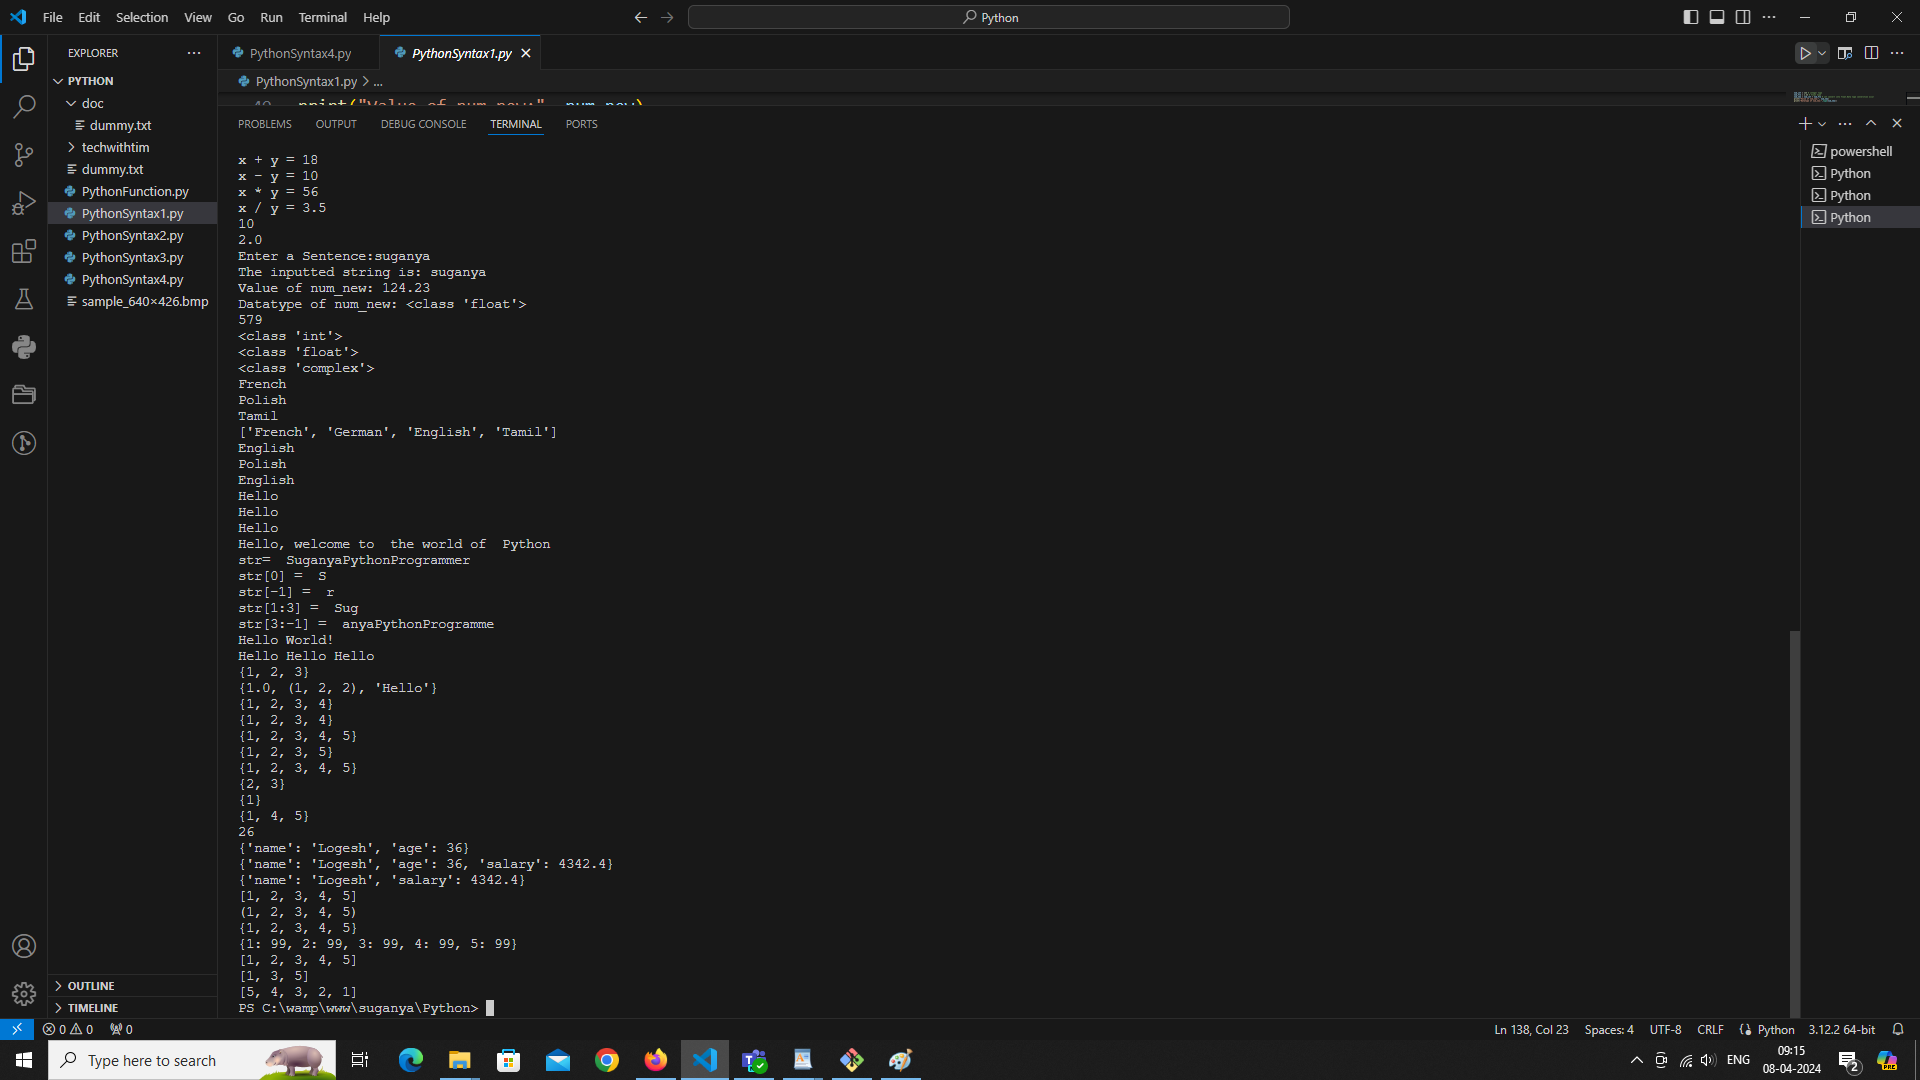 File Edit Selection View Go Run Terminal Help
Python
EXPLORER
PythonSyntax4.py
PythonSyntax1.py
PYTHON
PythonSyntax1.py > ...
doc
dummy.txt
techwithtim
dummy.txt
PythonFunction.py
PythonSyntax1.py
PythonSyntax2.py
PythonSyntax3.py
PythonSyntax4.py
sample_640×426.bmp
PROBLEMS OUTPUT DEBUG CONSOLE TERMINAL PORTS
x + y = 18
x - y = 10
x * y = 56
x / y = 3.5
10
2.0
Enter a Sentence:suganya
The inputted string is: suganya
Value of num_new: 124.23
Datatype of num_new: <class 'float'>
579
<class 'int'>
<class 'float'>
<class 'complex'>
French
Polish
Tamil
['French', 'German', 'English', 'Tamil']
English
Polish
English
Hello
Hello
Hello
Hello, welcome to  the world of  Python
str=  SuganyaPythonProgrammer
str[0] =  S
str[-1] =  r
str[1:3] =  Sug
str[3:-1] =  anyaPythonProgramme
Hello World!
Hello Hello Hello
{1, 2, 3}
{1.0, (1, 2, 2), 'Hello'}
{1, 2, 3, 4}
{1, 2, 3, 4}
{1, 2, 3, 4, 5}
{1, 2, 3, 5}
{1, 2, 3, 4, 5}
{2, 3}
{1}
{1, 4, 5}
26
{'name': 'Logesh', 'age': 36}
{'name': 'Logesh', 'age': 36, 'salary': 4342.4}
{'name': 'Logesh', 'salary': 4342.4}
[1, 2, 3, 4, 5]
(1, 2, 3, 4, 5)
{1, 2, 3, 4, 5}
{1: 99, 2: 99, 3: 99, 4: 99, 5: 99}
[1, 2, 3, 4, 5]
[1, 3, 5]
[5, 4, 3, 2, 1]
PS C:\wamp\www\suganya\Python>
powershell
Python
Python
Python
OUTLINE
TIMELINE
0 0 0
Ln 138, Col 23 Spaces: 4 UTF-8 CRLF Python 3.12.2 64-bit
Type here to search
ENG
09:15
08-04-2024
2